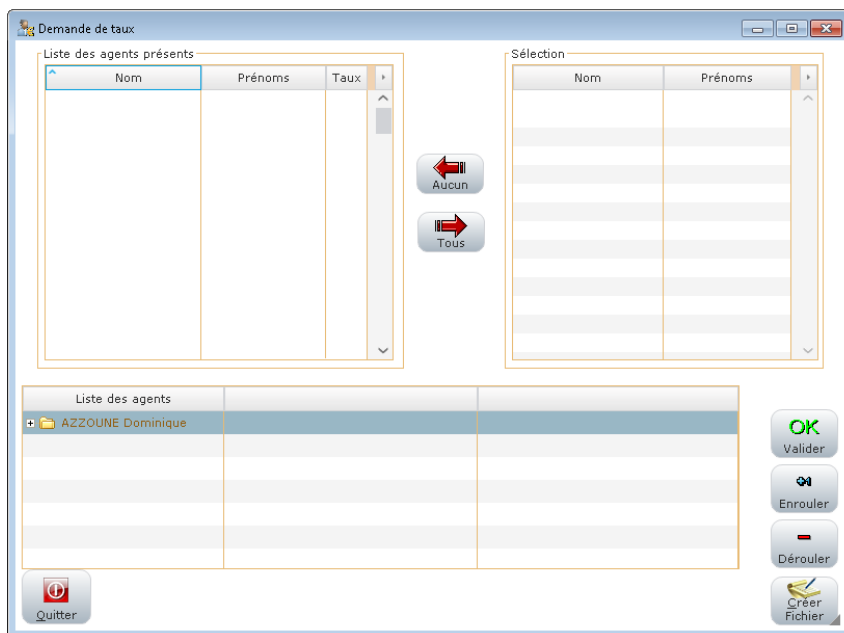 Demande de taux
Liste des agents présents
Nom Prénoms Taux
Aucun
Tous
Sélection
Nom Prénoms
Liste des agents
AZZOUNE Dominique
OK
Valider
Enrouler
Dérouler
Créer
Fichier
Quitter